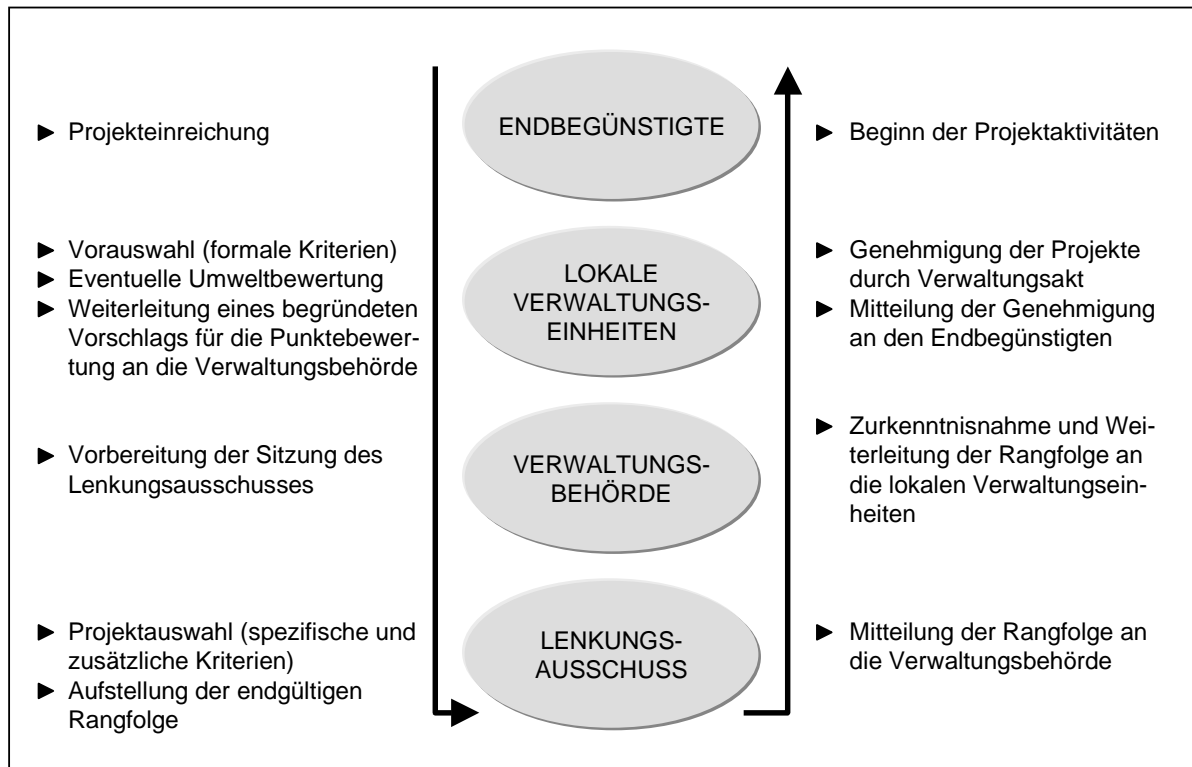 ► Projekteinreichung
ENDBEGÜNSTIGTE
► Beginn der Projektaktivitäten
► Vorauswahl (formale Kriterien)
► Eventuelle Umweltbewertung
► Weiterleitung eines begründeten
Vorschlags für die Punktebewer-
tung an die Verwaltungsbehörde
LOKALE
VERWALTUNGS-
EINHEITEN
► Genehmigung der Projekte
durch Verwaltungsakt
► Mitteilung der Genehmigung
an den Endbegünstigten
► Vorbereitung der Sitzung des
Lenkungsausschusses
VERWALTUNGS-
BEHÖRDE
► Zurkenntnisnahme und Wei-
terleitung der Rangfolge an
die lokalen Verwaltungsein-
heiten
► Projektauswahl (spezifische und
zusätzliche Kriterien)
► Aufstellung der endgültigen
Rangfolge
LENKUNGS-
AUSSCHUSS
► Mitteilung der Rangfolge an
die Verwaltungsbehörde